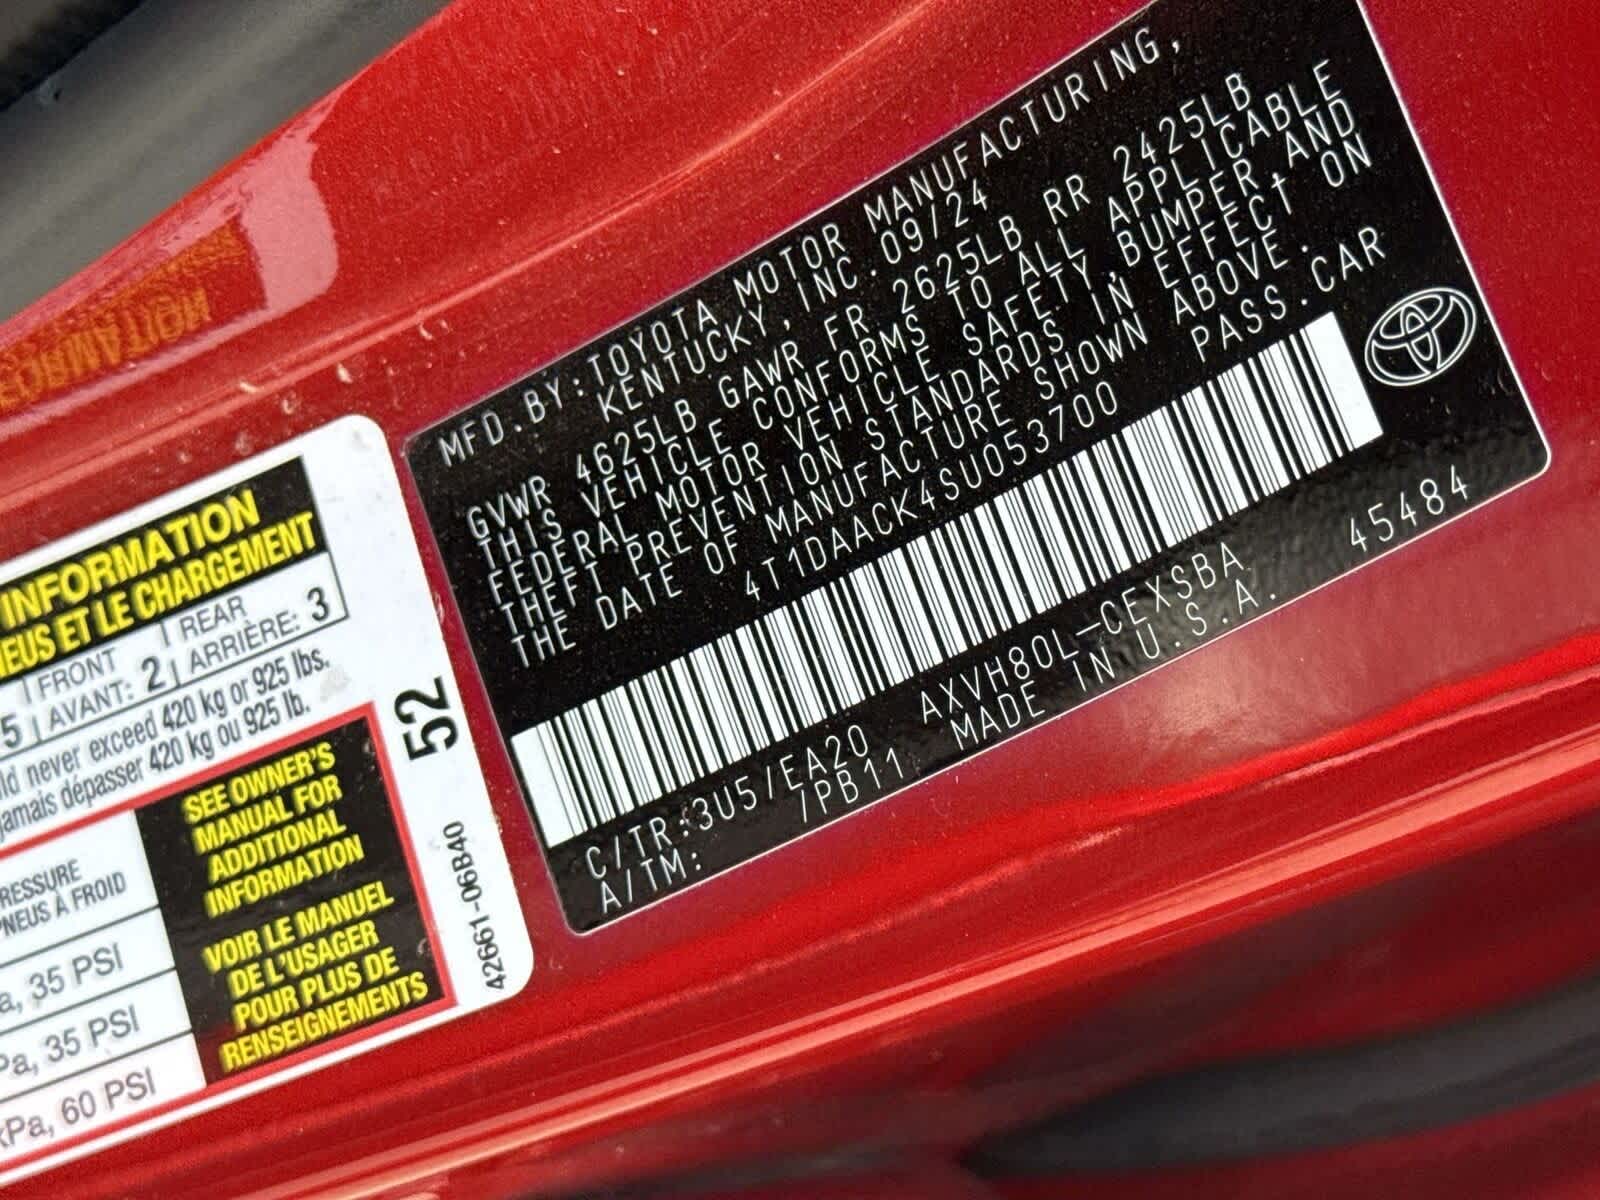 MFD.BY:TOYOTA MOTOR MANUFACTURING,
KENTUCKY,INC.09/24
GVWR 4625LB GAWR FR 2625LB RR 2425LB
THIS VEHICLE CONFORMS TO ALL APPLICABLE
FEDERAL MOTOR VEHICLE SAFETY,BUMPER,AND
THEFT PREVENTION STANDARDS IN EFFECT ON
THE DATE OF MANUFACTURE SHOWN ABOVE.
4T1DAACK4SU053700 PASS.CAR
C/TR:3U5/EA20 AXVH80L-CEXSBA 45484
A/TM: /PB11 MADE IN U.S.A.
INFORMATION
ET LE CHARGEMENT
5 FRONT AVANT: 2 REAR ARRIÈRE: 3
never exceed 420 kg or 925 lbs.
jamais dépasser 420 kg ou 925 lb.
PNEUS À FROID
35 PSI
35 PSI
kPa, 60 PSI
SEE OWNER'S
MANUAL FOR
ADDITIONAL
INFORMATION
VOIR LE MANUEL
DE L'USAGER
POUR PLUS DE
RENSEIGNEMENTS
52
42661-06B40